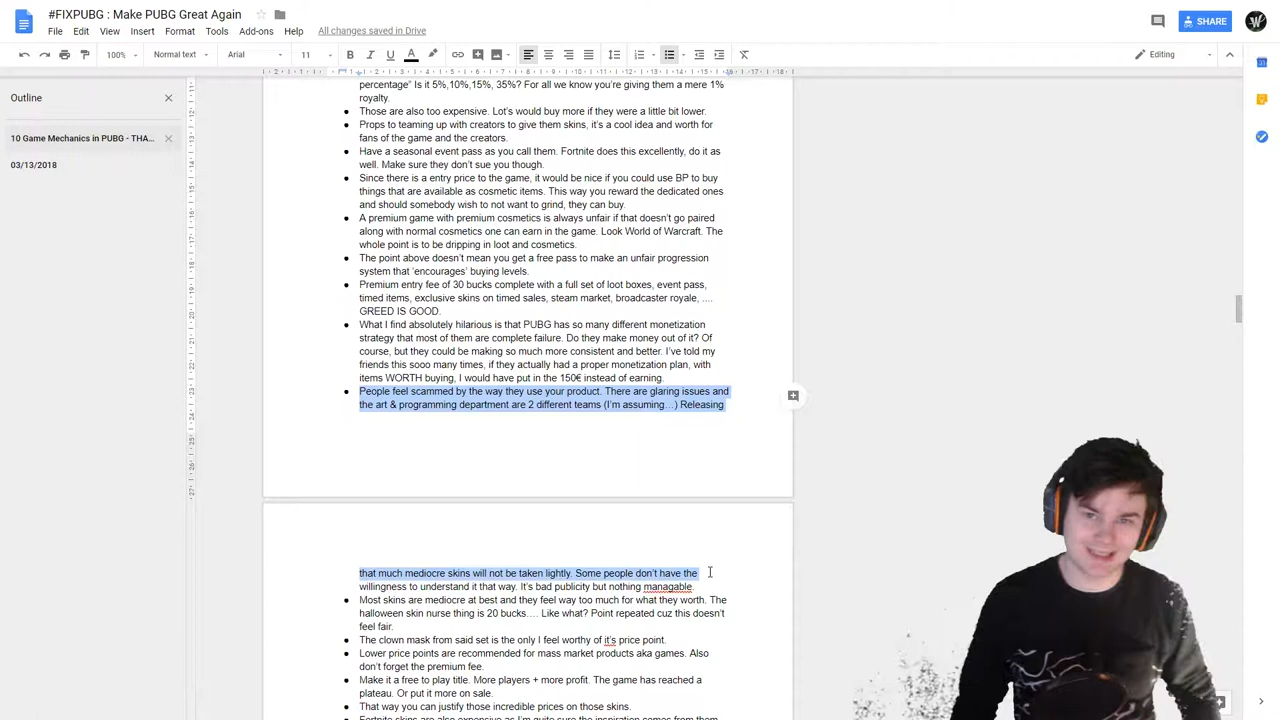 #FIXPUBG : Make PUBG Great Again
File Edit View Insert Format Tools Add-ons Help All changes saved in Drive
SHARE
100% Normal text Arial 11 B I U A Editing
Outline
10 Game Mechanics in PUBG - THA...
03/13/2018
percentage" Is it 5%,10%,15%, 35%? For all we know you're giving them a mere 1%
royalty.
Those are also too expensive. Lot's would buy more if they were a little bit lower.
Props to teaming up with creators to give them skins, it's a cool idea and worth for
fans of the game and the creators.
Have a seasonal event pass as you call them. Fortnite does this excellently, do it as
well. Make sure they don't sue you though.
Since there is a entry price to the game, it would be nice if you could use BP to buy
things that are available as cosmetic items. This way you reward the dedicated ones
and should somebody wish to not want to grind, they can buy.
A premium game with premium cosmetics is always unfair if that doesn't go paired
along with normal cosmetics one can earn in the game. Look World of Warcraft. The
whole point is to be dripping in loot and cosmetics.
The point above doesn't mean you get a free pass to make an unfair progression
system that 'encourages' buying levels.
Premium entry fee of 30 bucks complete with a full set of loot boxes, event pass,
timed items, exclusive skins on timed sales, steam market, broadcaster royale, ....
GREED IS GOOD.
What I find absolutely hilarious is that PUBG has so many different monetization
strategy that most of them are complete failure. Do they make money out of it? Of
course, but they could be making so much more consistent and better. I've told my
friends this sooo many times, if they actually had a proper monetization plan, with
items WORTH buying, I would have put in the 150€ instead of earning.
People feel scammed by the way they use your product. There are glaring issues and
the art & programming department are 2 different teams (I'm assuming...) Releasing
that much mediocre skins will not be taken lightly. Some people don't have the
willingness to understand it that way. It's bad publicity but nothing managable.
Most skins are mediocre at best and they feel way too much for what they worth. The
halloween skin nurse thing is 20 bucks.... Like what? Point repeated cuz this doesn't
feel fair.
The clown mask from said set is the only I feel worthy of it's price point.
Lower price points are recommended for mass market products aka games. Also
don't forget the premium fee.
Make it a free to play title. More players + more profit. The game has reached a
plateau. Or put it more on sale.
That way you can justify those incredible prices on those skins.
Fortnite skins are also expensive as I'm quite sure the inspiration comes from them